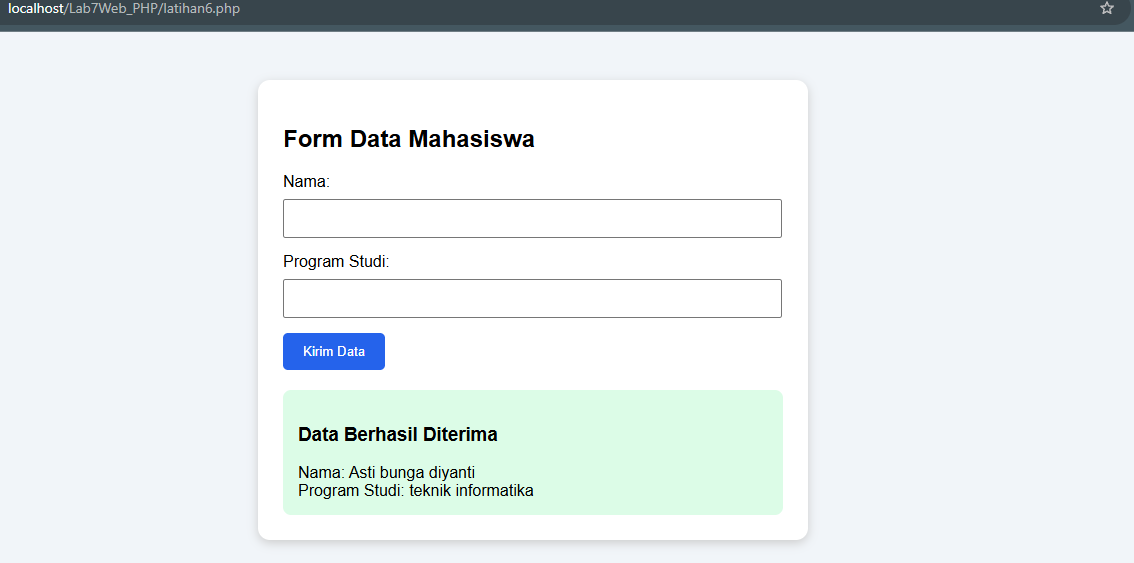 localhost/Lab7Web_PHP/latihan6.php
Form Data Mahasiswa
Nama:
Program Studi:
Kirim Data
Data Berhasil Diterima
Nama: Asti bunga diyanti
Program Studi: teknik informatika